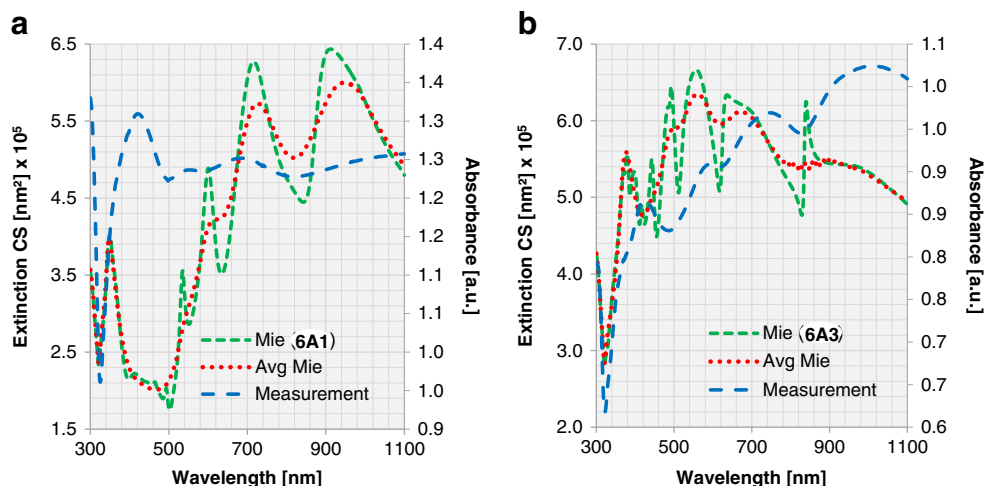 a
6.5
5.5
4.5
3.5
2.5
1.5
Extinction CS [nm²] x 10⁵
1.4
1.4
1.3
1.3
1.2
1.2
1.1
1.1
1.0
1.0
0.9
Absorbance [a.u.]
Mie (6A1)
Avg Mie
Measurement
300 500 700 900 1100
Wavelength [nm]
b
7.0
6.0
5.0
4.0
3.0
2.0
Extinction CS [nm²] x 10⁵
1.1
1.0
1.0
0.9
0.9
0.8
0.8
0.7
0.7
0.6
Absorbance [a.u.]
Mie (6A3)
Avg Mie
Measurement
300 500 700 900 1100
Wavelength [nm]